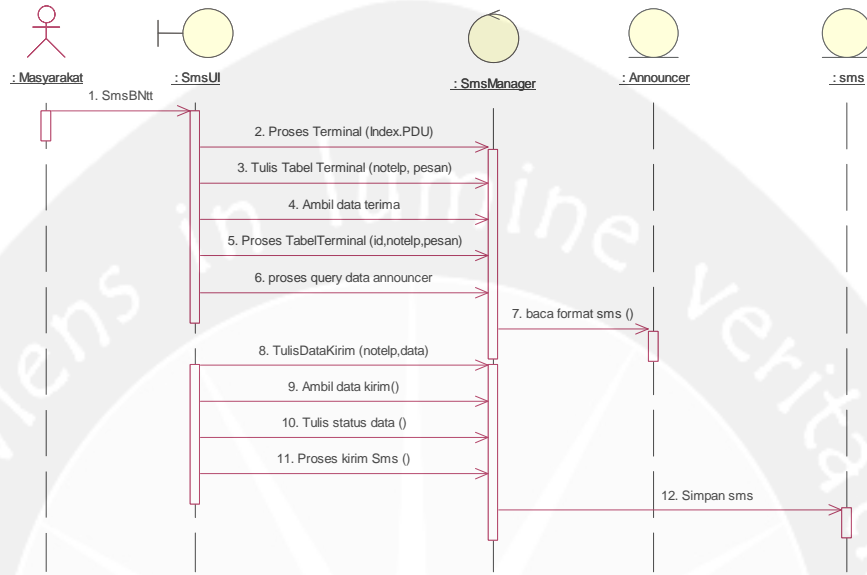 : Masyarakat
: SmsUI
: SmsManager
: Announcer
: sms
1. SmsBNtt
2. Proses Terminal (Index.PDU)
3. Tulis Tabel Terminal (notelp, pesan)
4. Ambil data terima
5. Proses TabelTerminal (id,notelp,pesan)
6. proses query data announcer
7. baca format sms ()
8. TulisDataKirim (notelp,data)
9. Ambil data kirim()
10. Tulis status data ()
11. Proses kirim Sms ()
12. Simpan sms
in lumine